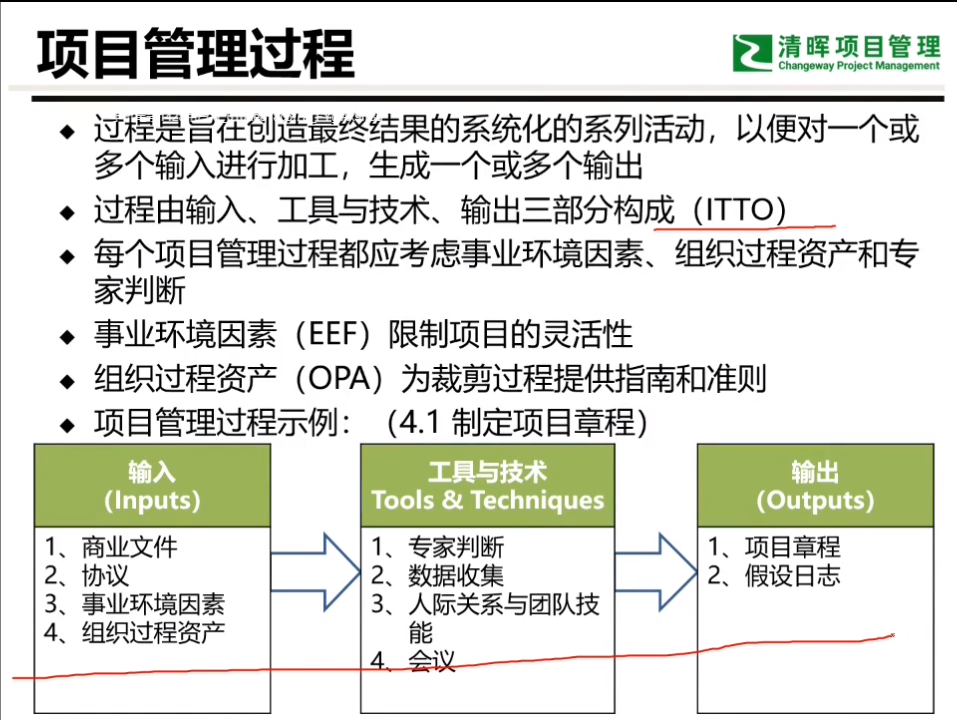 项目管理过程
清晖项目管理
Changeway Project Management
◆ 过程是旨在创造最终结果的系统化的系列活动，以便对一个或
多个输入进行加工，生成一个或多个输出
◆ 过程由输入、工具与技术、输出三部分构成（ITTO）
◆ 每个项目管理过程都应考虑事业环境因素、组织过程资产和专
家判断
◆ 事业环境因素（EEF）限制项目的灵活性
◆ 组织过程资产（OPA）为裁剪过程提供指南和准则
◆ 项目管理过程示例：（4.1 制定项目章程）
输入
（Inputs）
1、商业文件
2、协议
3、事业环境因素
4、组织过程资产
工具与技术
Tools & Techniques
1、专家判断
2、数据收集
3、人际关系与团队技
能
4、会议
输出
（Outputs）
1、项目章程
2、假设日志